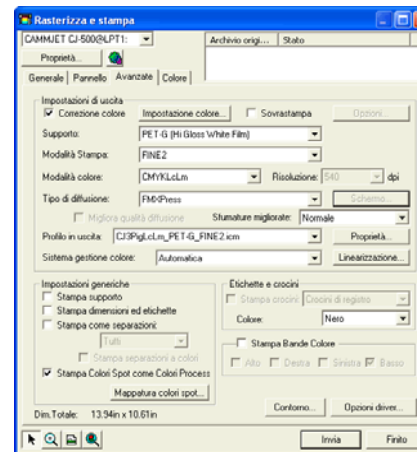 Rasterizza e stampa
CAMMJET CJ-500@LPT1:
Archivio origi... Stato
Proprietà...
Generale Pannello Avanzate Colore
Impostazioni di uscita
Correzione colore Impostazione colore... Sovrastampa Opzioni...
Supporto: PET-G (Hi Gloss White Film)
Modalità Stampa: FINE2
Modalità colore: CMYKLcLm Risoluzione: 540 dpi
Tipo di diffusione: FMXPress Schermo...
Migliora qualità diffusione Sfumature migliorate: Normale
Profilo in uscita: CJ3PigLcLm_PET-G_FINE2.icm Proprietà...
Sistema gestione colore: Automatica Linearizzazione...
Impostazioni generiche
Stampa supporto
Stampa dimensioni ed etichette
Stampa come separazioni:
Tutti
Stampa separazioni a colori
Stampa Colori Spot come Colori Process
Mappatura colori spot...
Etichette e crocini
Stampa crocini: Crocini di registro
Colore: Nero
Stampa Bande Colore
Alto Destra Sinistra Basso
Dim.Totale: 13.94in x 10.61in
Contorno... Opzioni driver...
Invia Finito